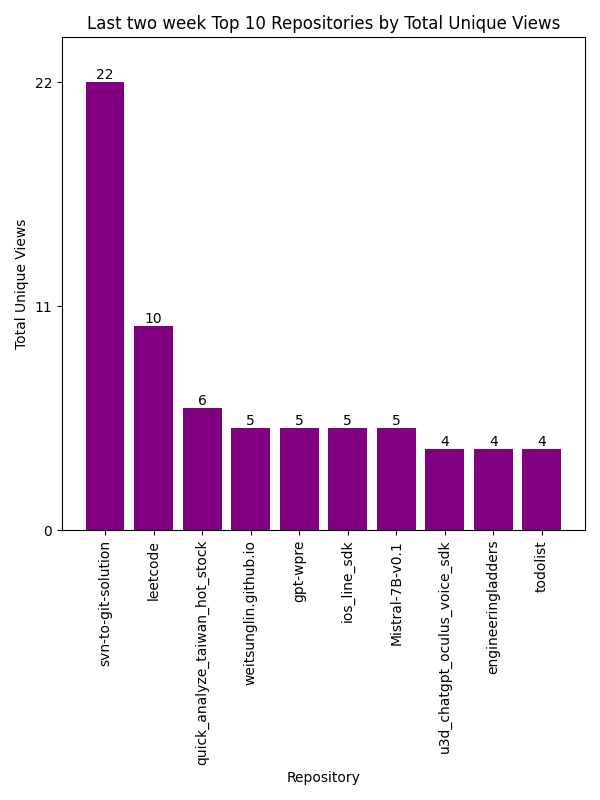 Last two week Top 10 Repositories by Total Unique Views
Total Unique Views
22
11
0
22
10
6
5
5
5
5
4
4
4
svn-to-git-solution
leetcode
quick_analyze_taiwan_hot_stock
weitsunglin.github.io
gpt-wpre
ios_line_sdk
Mistral-7B-v0.1
u3d_chatgpt_oculus_voice_sdk
engineeringladders
todolist
Repository